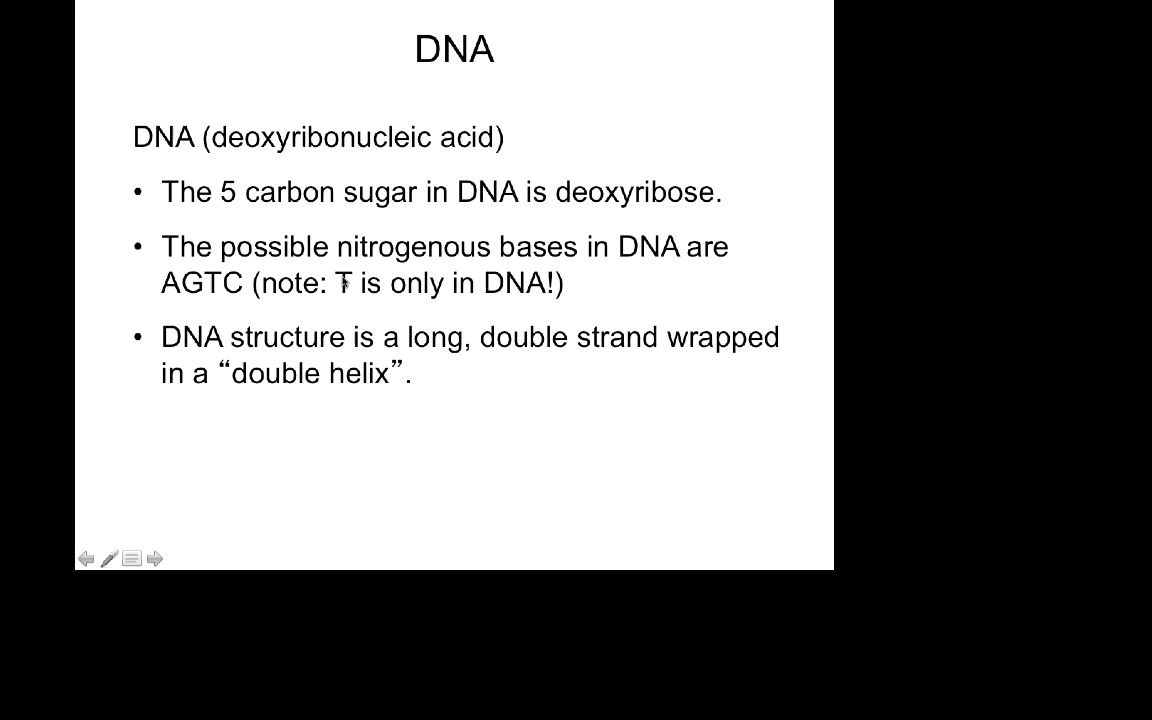 DNA
DNA (deoxyribonucleic acid)
• The 5 carbon sugar in DNA is deoxyribose.
• The possible nitrogenous bases in DNA are
AGTC (note: T is only in DNA!)
• DNA structure is a long, double strand wrapped
in a “double helix”.